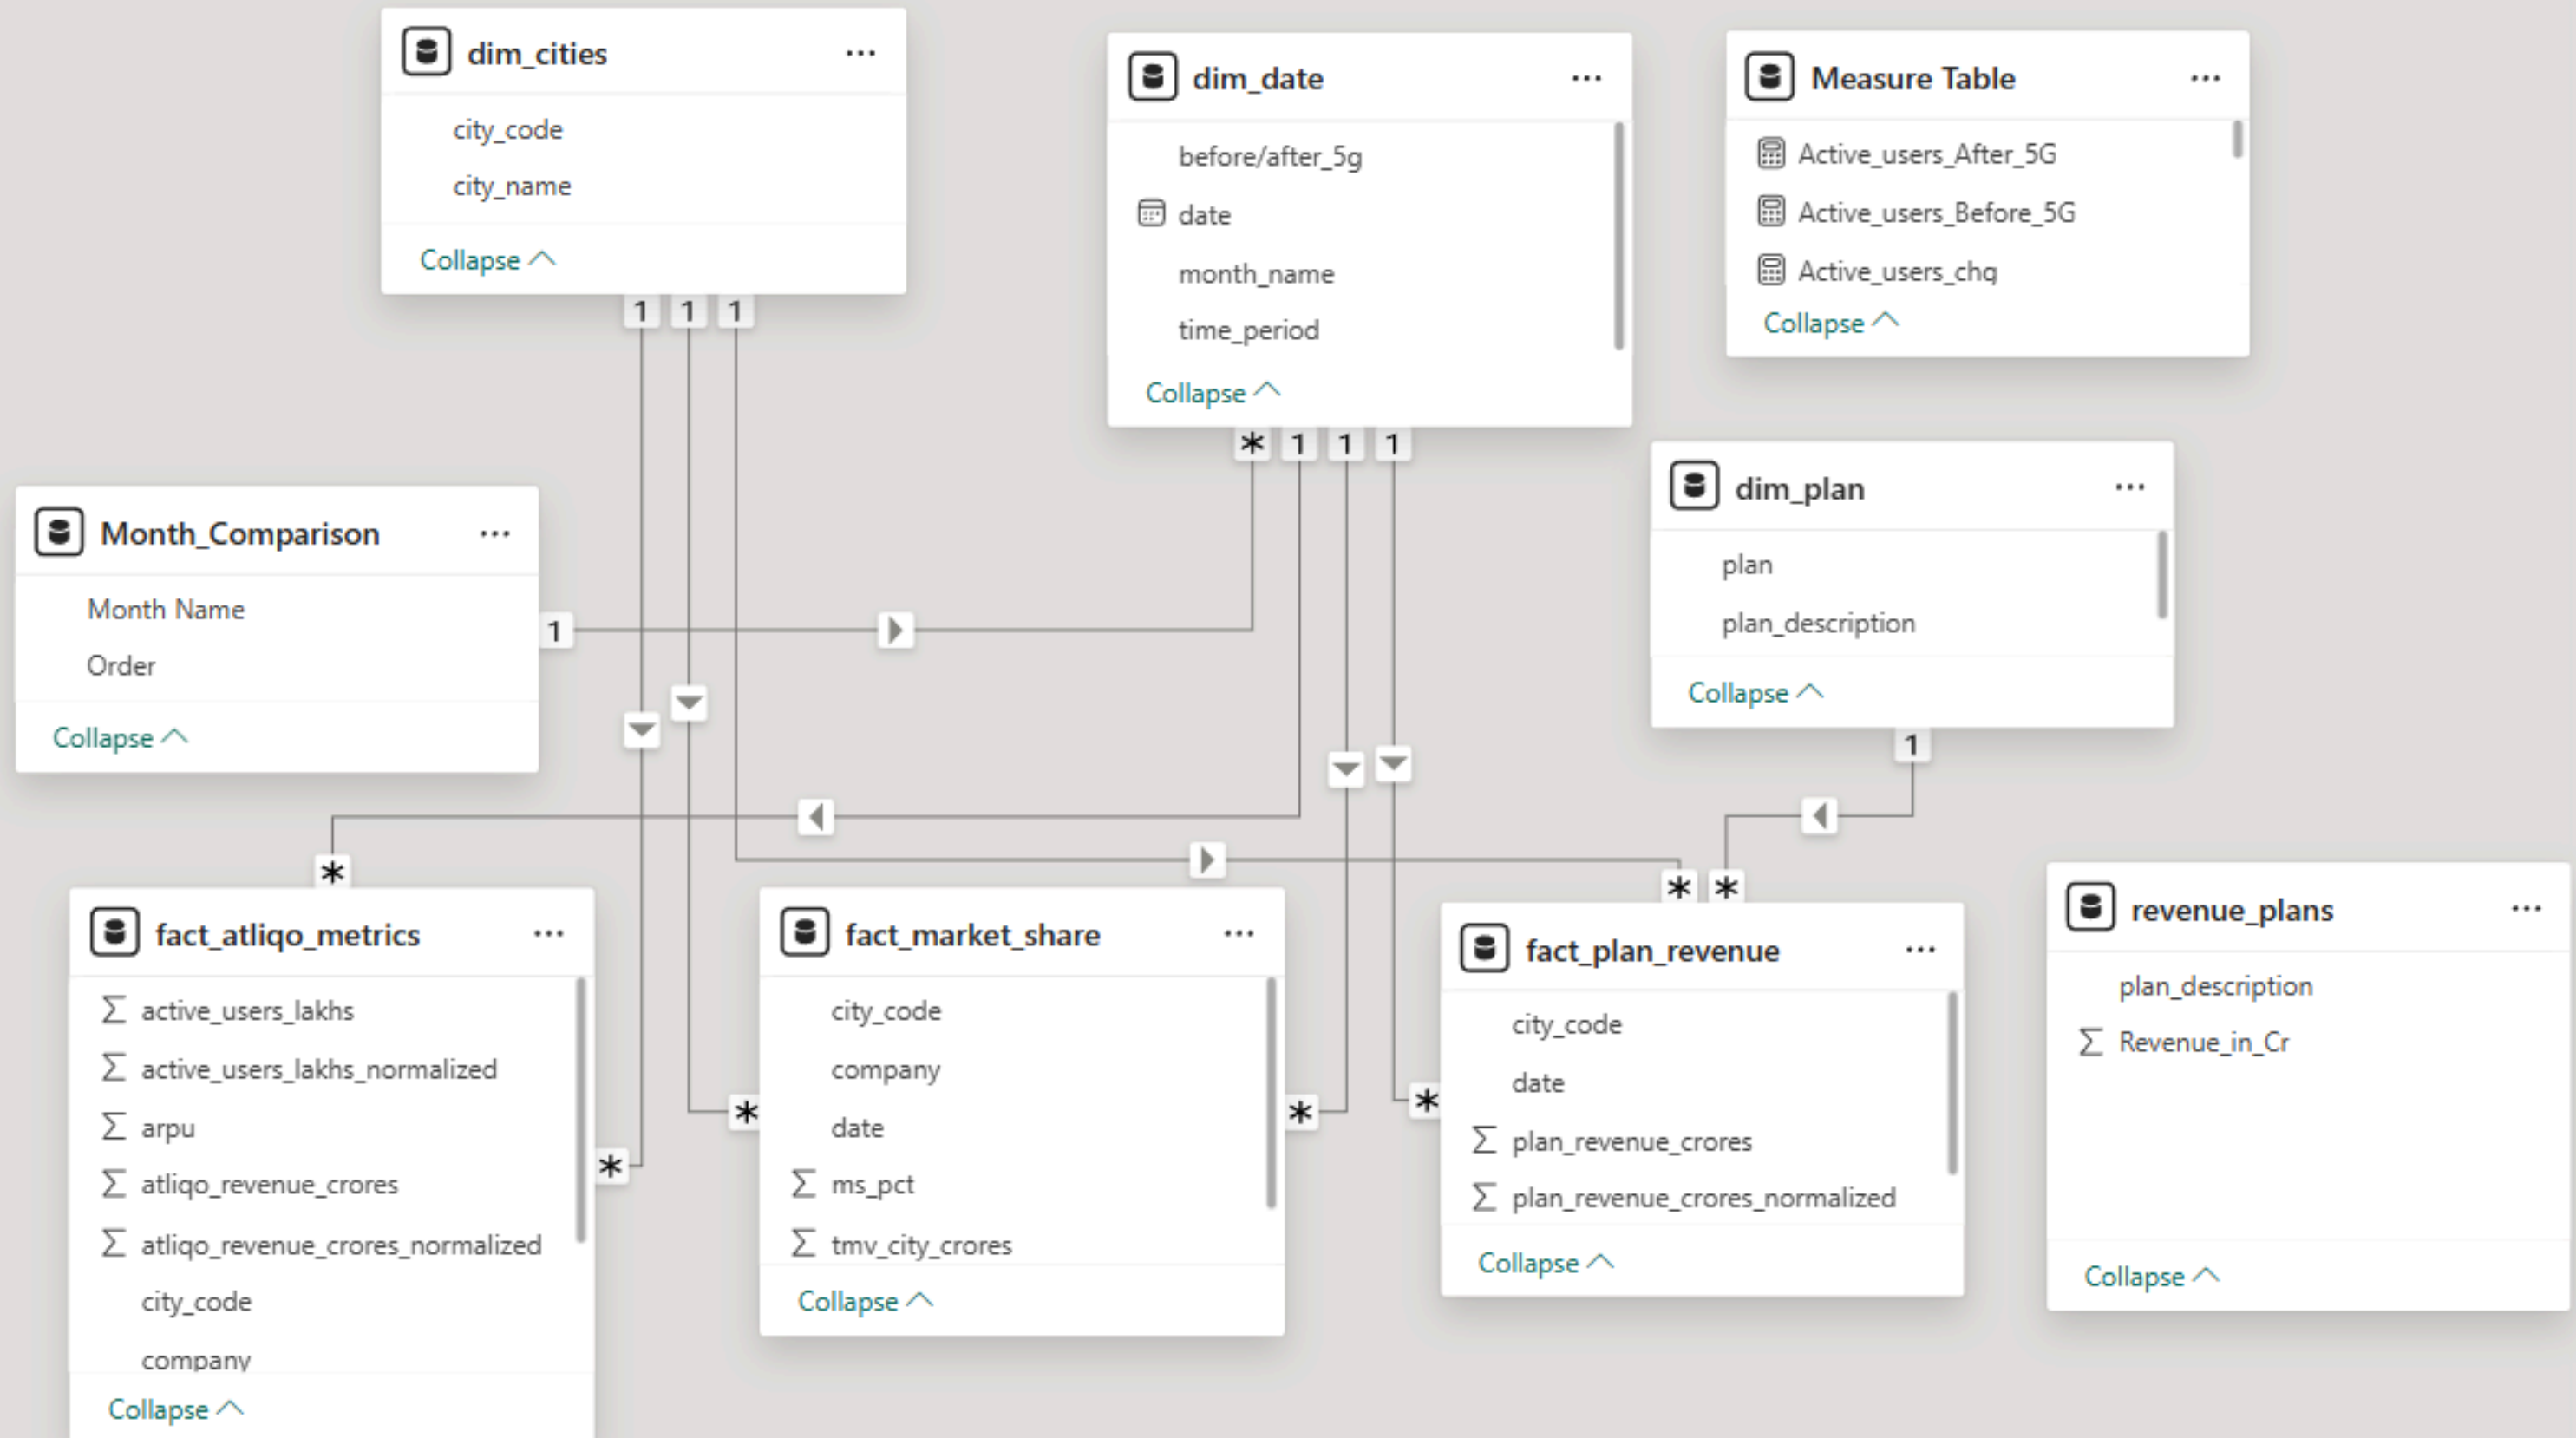 dim_cities
city_code
city_name
Collapse
dim_date
before/after_5g
date
month_name
time_period
Collapse
Measure Table
Active_users_After_5G
Active_users_Before_5G
Active_users_chg
Collapse
Month_Comparison
Month Name
Order
Collapse
dim_plan
plan
plan_description
Collapse
1
1
1
*
1
1
1
1
1
*
*
*
*
*
*
*
fact_atliqo_metrics
active_users_lakhs
active_users_lakhs_normalized
arpu
atliqo_revenue_crores
atliqo_revenue_crores_normalized
city_code
company
Collapse
fact_market_share
city_code
company
date
ms_pct
tmv_city_crores
Collapse
fact_plan_revenue
city_code
date
plan_revenue_crores
plan_revenue_crores_normalized
Collapse
revenue_plans
plan_description
Revenue_in_Cr
Collapse